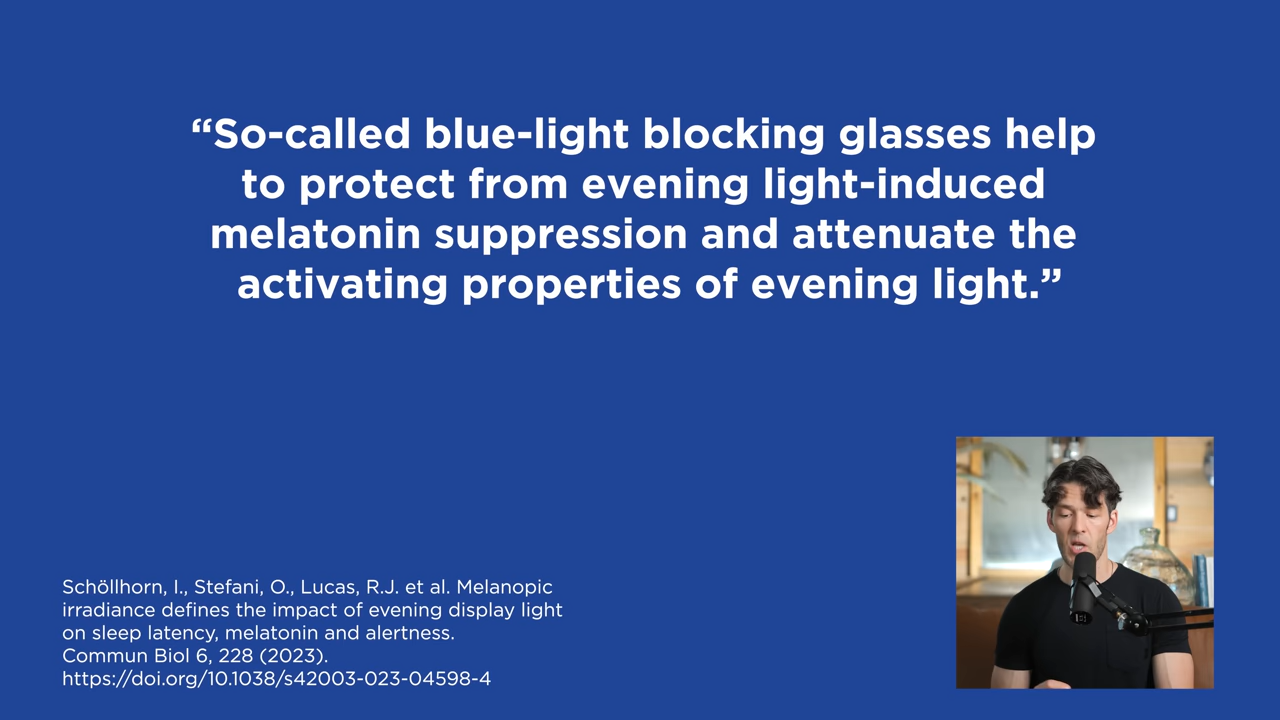 “So-called blue-light blocking glasses help
to protect from evening light-induced
melatonin suppression and attenuate the
activating properties of evening light.”
Schöllhorn, I., Stefani, O., Lucas, R.J. et al. Melanopic
irradiance defines the impact of evening display light
on sleep latency, melatonin and alertness.
Commun Biol 6, 228 (2023).
https://doi.org/10.1038/s42003-023-04598-4